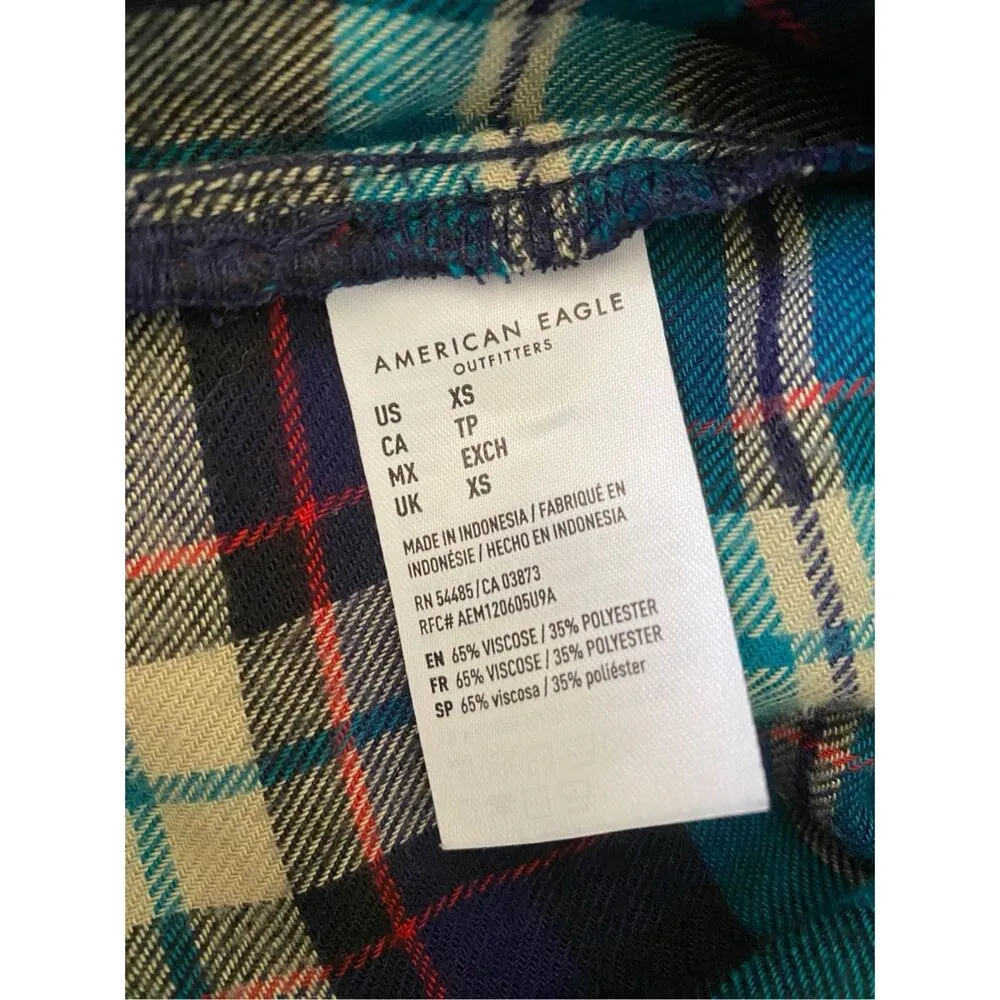 AMERICAN EAGLE
OUTFITTERS
US XS
CA TP
MX EXCH
UK XS
MADE IN INDONESIA / FABRIQUÉ EN
INDONÉSIE / HECHO EN INDONESIA
RN 54485 / CA 03873
RFC# AEM120605U9A
EN 65% VISCOSE / 35% POLYESTER
FR 65% VISCOSE / 35% POLYESTER
SP 65% viscosa / 35% poliéster